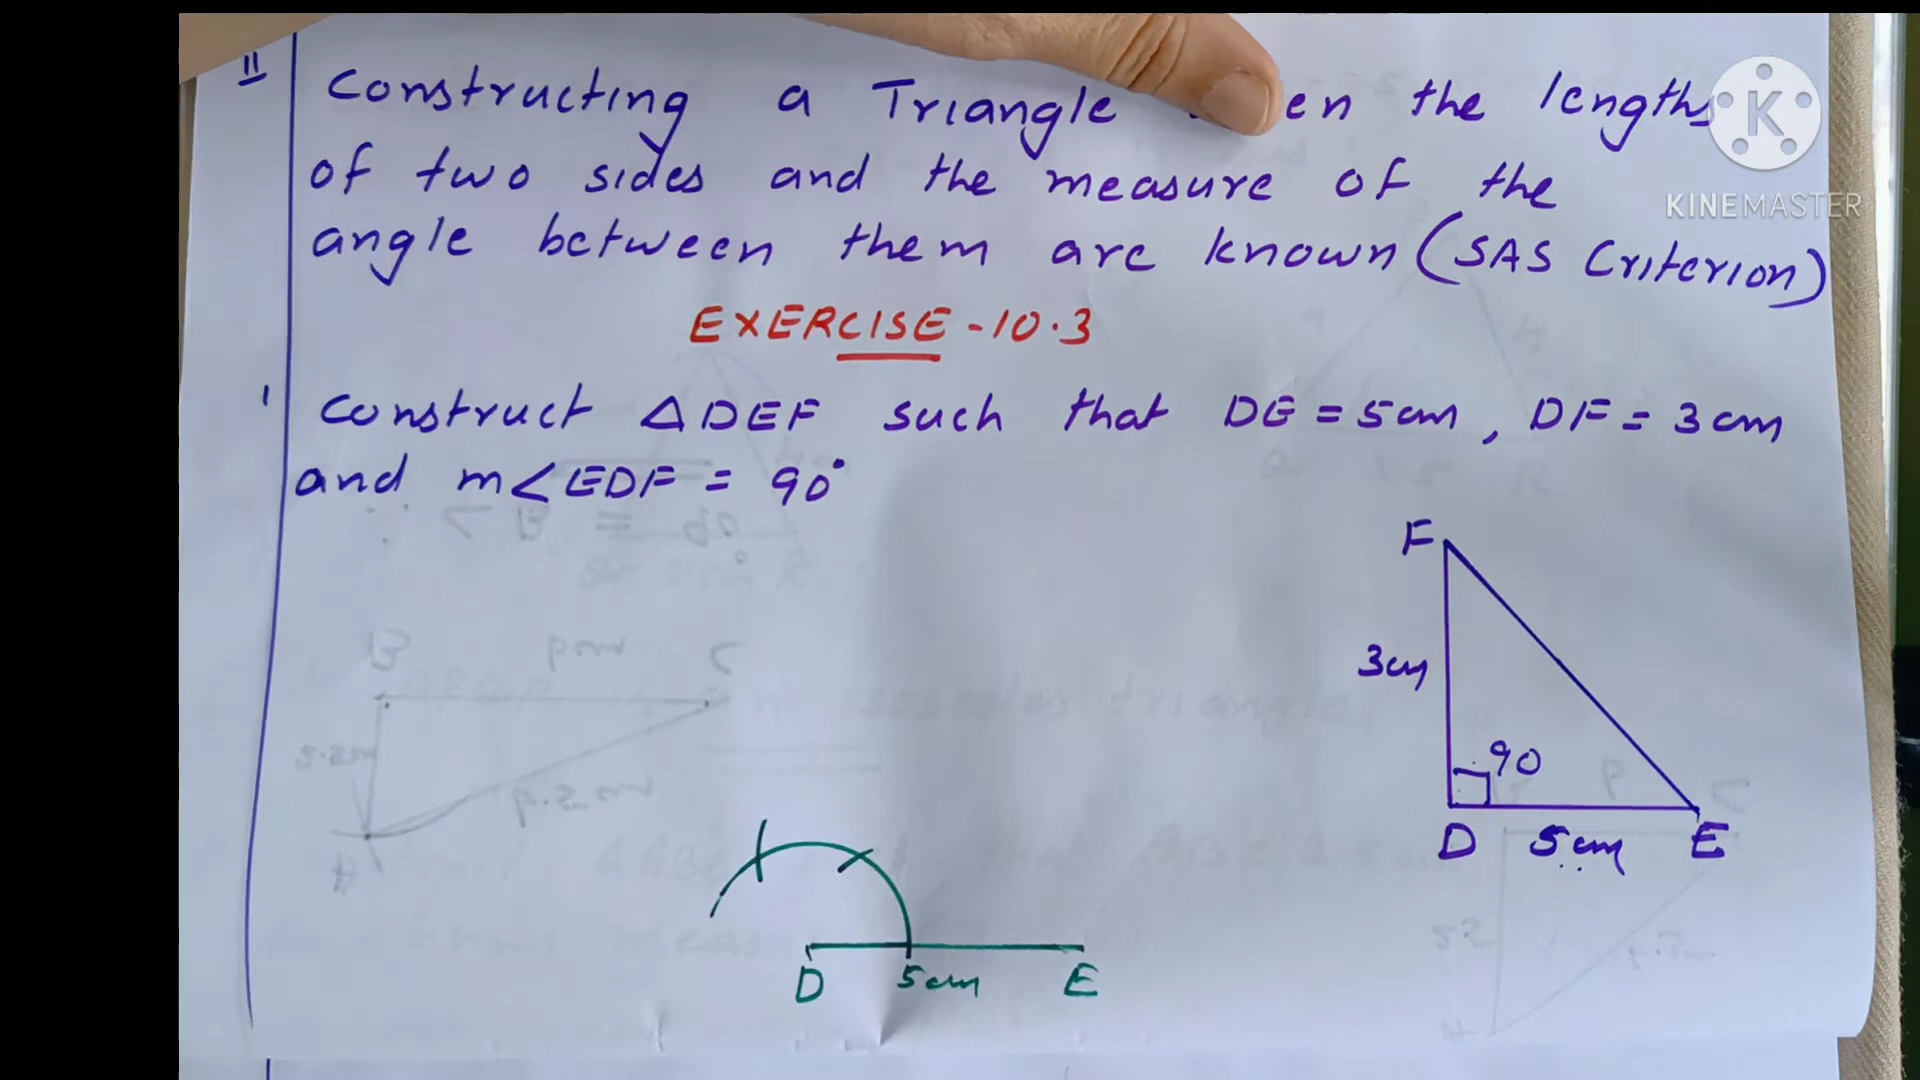 II Constructing a Triangle en the lengths
of two sides and the measure of the
angle between them are known (SAS Criterion)
EXERCISE - 10.3
1 Construct △DEF such that DE = 5cm, DF = 3cm
and m∠EDF = 90°
F
3cm
90
D 5cm E
D 5cm E
K
KINEMASTER